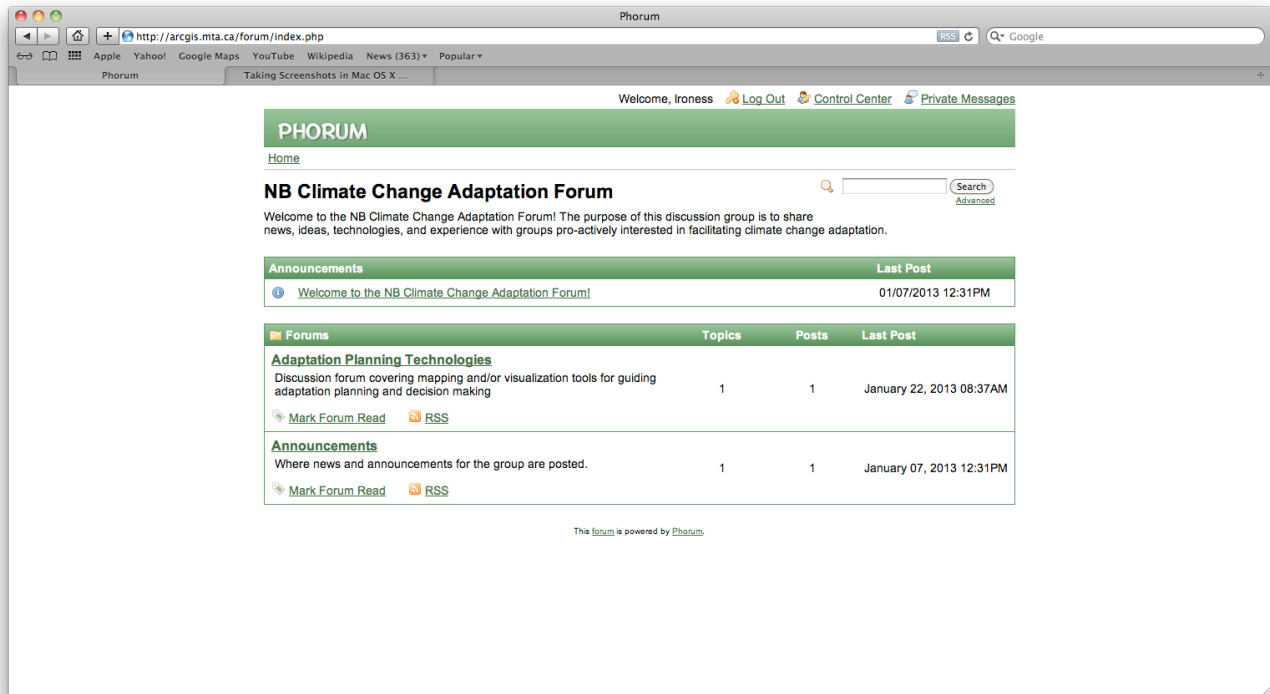 Phorum
http://arcgis.mta.ca/forum/index.php
RSS
Google
Apple Yahoo! Google Maps YouTube Wikipedia News (363) Popular
Phorum
Taking Screenshots in Mac OS X ...
Welcome, Ironess Log Out Control Center Private Messages
PHORUM
Home
NB Climate Change Adaptation Forum
Search
Advanced
Welcome to the NB Climate Change Adaptation Forum! The purpose of this discussion group is to share
news, ideas, technologies, and experience with groups pro-actively interested in facilitating climate change adaptation.
Announcements Last Post
Welcome to the NB Climate Change Adaptation Forum! 01/07/2013 12:31PM
Forums Topics Posts Last Post
Adaptation Planning Technologies
Discussion forum covering mapping and/or visualization tools for guiding
adaptation planning and decision making
1 1 January 22, 2013 08:37AM
Mark Forum Read RSS
Announcements
Where news and announcements for the group are posted.
1 1 January 07, 2013 12:31PM
Mark Forum Read RSS
This forum is powered by Phorum.